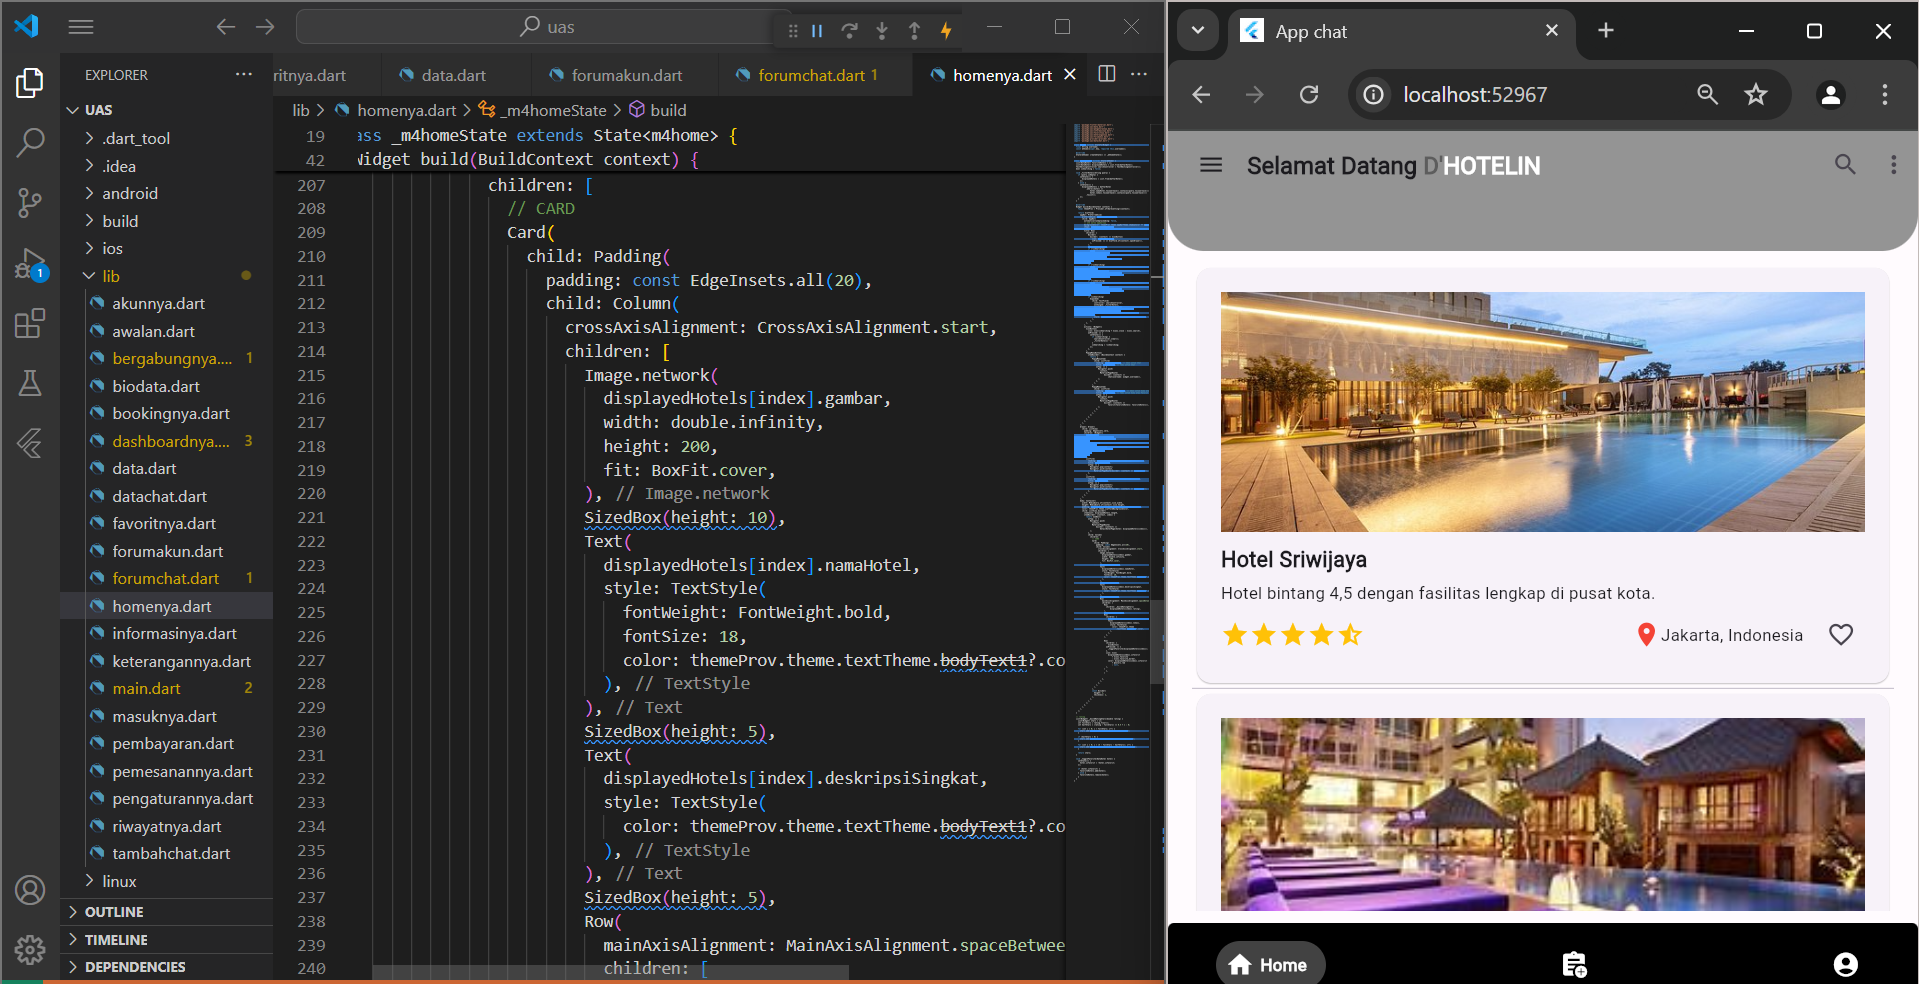 uas
EXPLORER
ritnya.dart
data.dart
forumakun.dart
forumchat.dart 1
homenya.dart
UAS
.dart_tool
.idea
android
build
ios
lib
akunnya.dart
awalan.dart
bergabungnya.... 1
biodata.dart
bookingnya.dart
dashboardnya.... 3
data.dart
datachat.dart
favoritnya.dart
forumakun.dart
forumchat.dart 1
homenya.dart
informasinya.dart
keterangannya.dart
main.dart 2
masuknya.dart
pembayaran.dart
pemesanannya.dart
pengaturannya.dart
riwayatnya.dart
tambahchat.dart
linux
OUTLINE
TIMELINE
DEPENDENCIES
1
lib > homenya.dart > _m4homeState > build
19 ass _m4homeState extends State<m4home> {
42 Widget build(BuildContext context) {
207 children: [
208 // CARD
209 Card(
210 child: Padding(
211 padding: const EdgeInsets.all(20),
212 child: Column(
213 crossAxisAlignment: CrossAxisAlignment.start,
214 children: [
215 Image.network(
216 displayedHotels[index].gambar,
217 width: double.infinity,
218 height: 200,
219 fit: BoxFit.cover,
220 ), // Image.network
221 SizedBox(height: 10),
222 Text(
223 displayedHotels[index].namaHotel,
224 style: TextStyle(
225 fontWeight: FontWeight.bold,
226 fontSize: 18,
227 color: themeProv.theme.textTheme.bodyText1?.co
228 ), // TextStyle
229 ), // Text
230 SizedBox(height: 5),
231 Text(
232 displayedHotels[index].deskripsiSingkat,
233 style: TextStyle(
234 color: themeProv.theme.textTheme.bodyText1?.co
235 ), // TextStyle
236 ), // Text
237 SizedBox(height: 5),
238 Row(
239 mainAxisAlignment: MainAxisAlignment.spaceBetwee
240 children: [
App chat
localhost:52967
Selamat Datang D'HOTELIN
Hotel Sriwijaya
Hotel bintang 4,5 dengan fasilitas lengkap di pusat kota.
Jakarta, Indonesia
Home